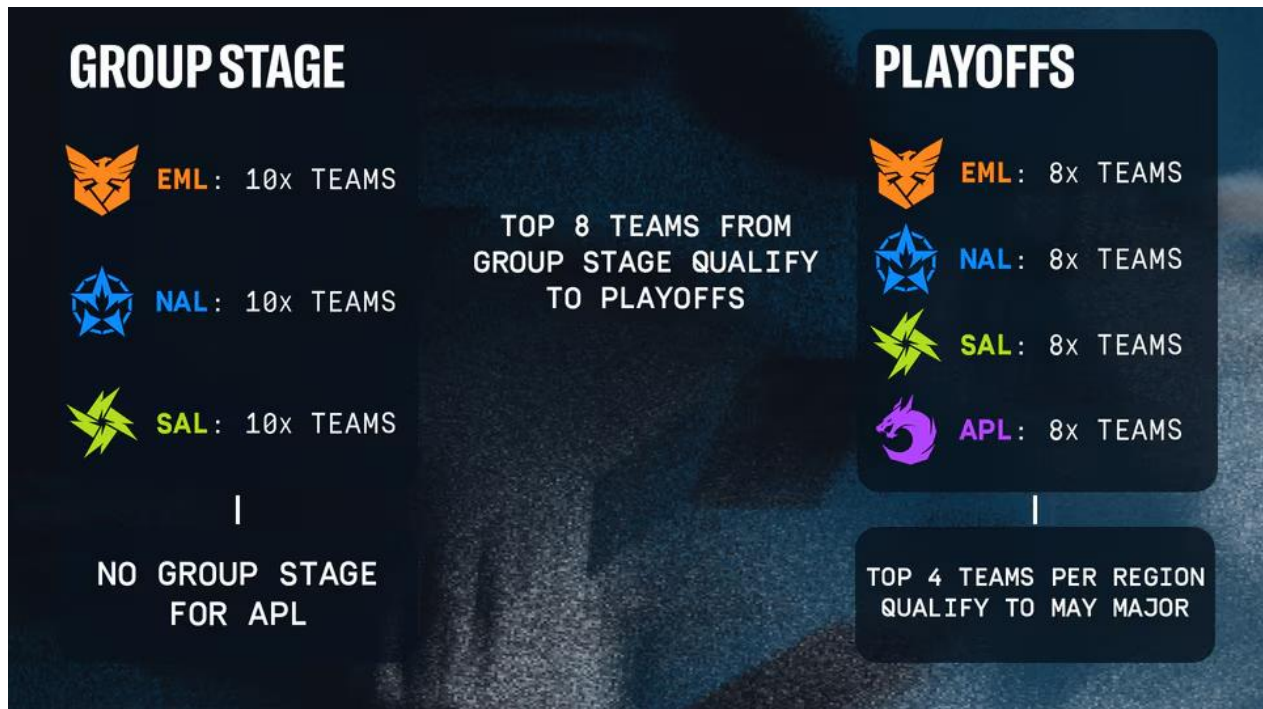 GROUP STAGE
EML: 10x TEAMS
NAL: 10x TEAMS
SAL: 10x TEAMS
NO GROUP STAGE
FOR APL
TOP 8 TEAMS FROM
GROUP STAGE QUALIFY
TO PLAYOFFS
PLAYOFFS
EML: 8x TEAMS
NAL: 8x TEAMS
SAL: 8x TEAMS
APL: 8x TEAMS
TOP 4 TEAMS PER REGION
QUALIFY TO MAY MAJOR